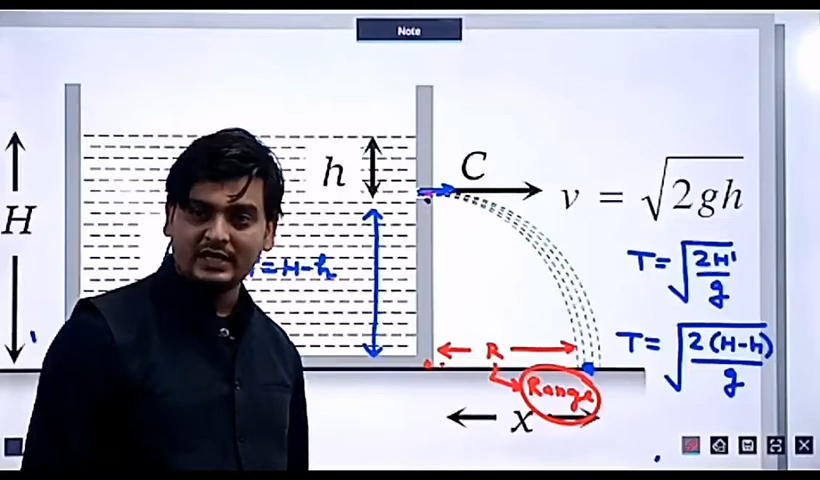 Note
h
C
H
v = √2gh
T = √2H'/g
= H-h
T = √2(H-h)/g
R
Range
x